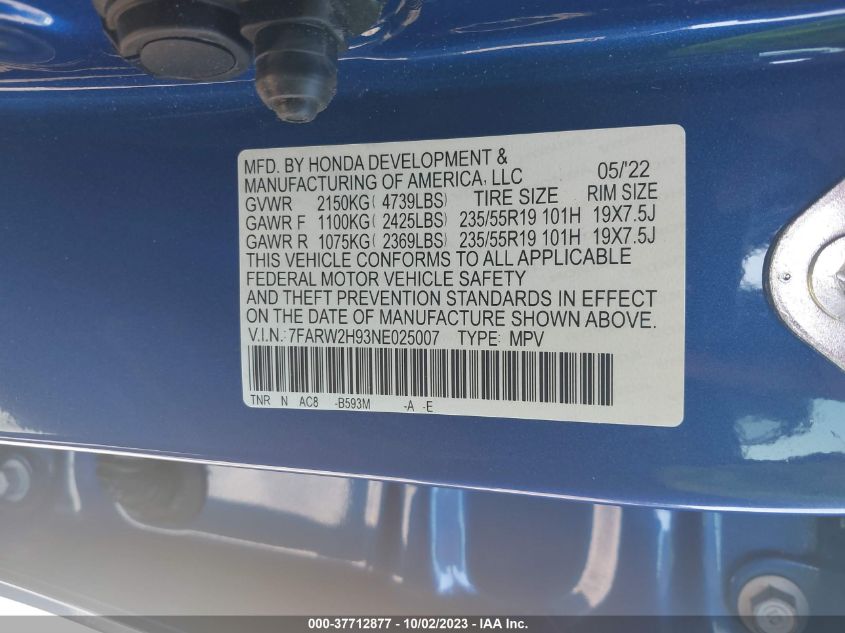 MFD. BY HONDA DEVELOPMENT &
MANUFACTURING OF AMERICA, LLC 05/'22
GVWR 2150KG( 4739LBS) TIRE SIZE RIM SIZE
GAWR F 1100KG( 2425LBS) 235/55R19 101H 19X7.5J
GAWR R 1075KG( 2369LBS) 235/55R19 101H 19X7.5J
THIS VEHICLE CONFORMS TO ALL APPLICABLE
FEDERAL MOTOR VEHICLE SAFETY
AND THEFT PREVENTION STANDARDS IN EFFECT
ON THE DATE OF MANUFACTURE SHOWN ABOVE.
V.I.N.:7FARW2H93NE025007 TYPE: MPV
TNR N AC8 -B593M -A -E
000-37712877 - 10/02/2023 - Copyright © IAA, Inc.